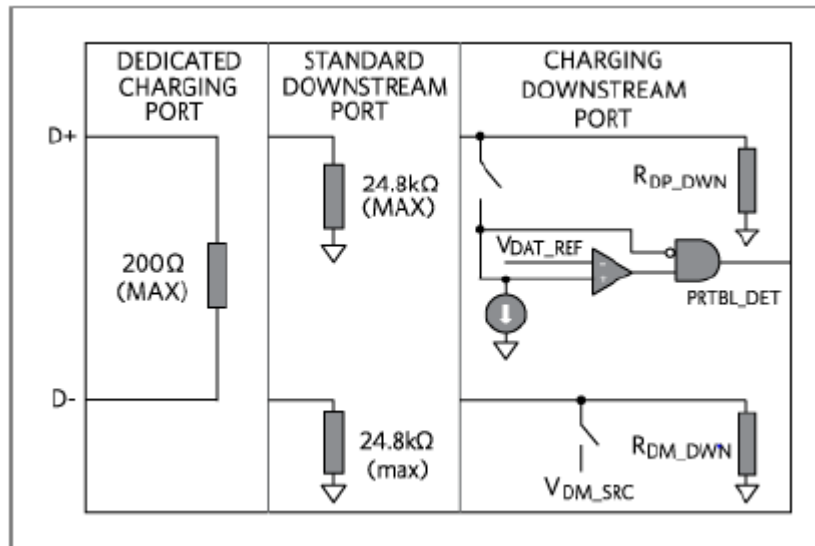 DEDICATED
CHARGING
PORT
STANDARD
DOWNSTREAM
PORT
CHARGING
DOWNSTREAM
PORT
D+
24.8kΩ
(MAX)
RDP_DWN
200Ω
(MAX)
VDAT_REF
PRTBL_DET
D-
24.8kΩ
(max)
RDM_DWN
VDM_SRC